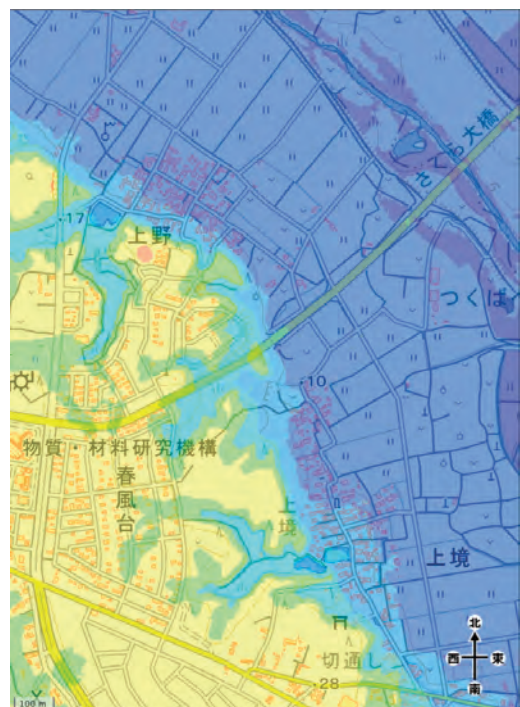 さくら大橋
.17
上野
つくば
.10
物質・材料研究機構
春風台
上境
上境
切通し
.28
北
西 東
南
100 m